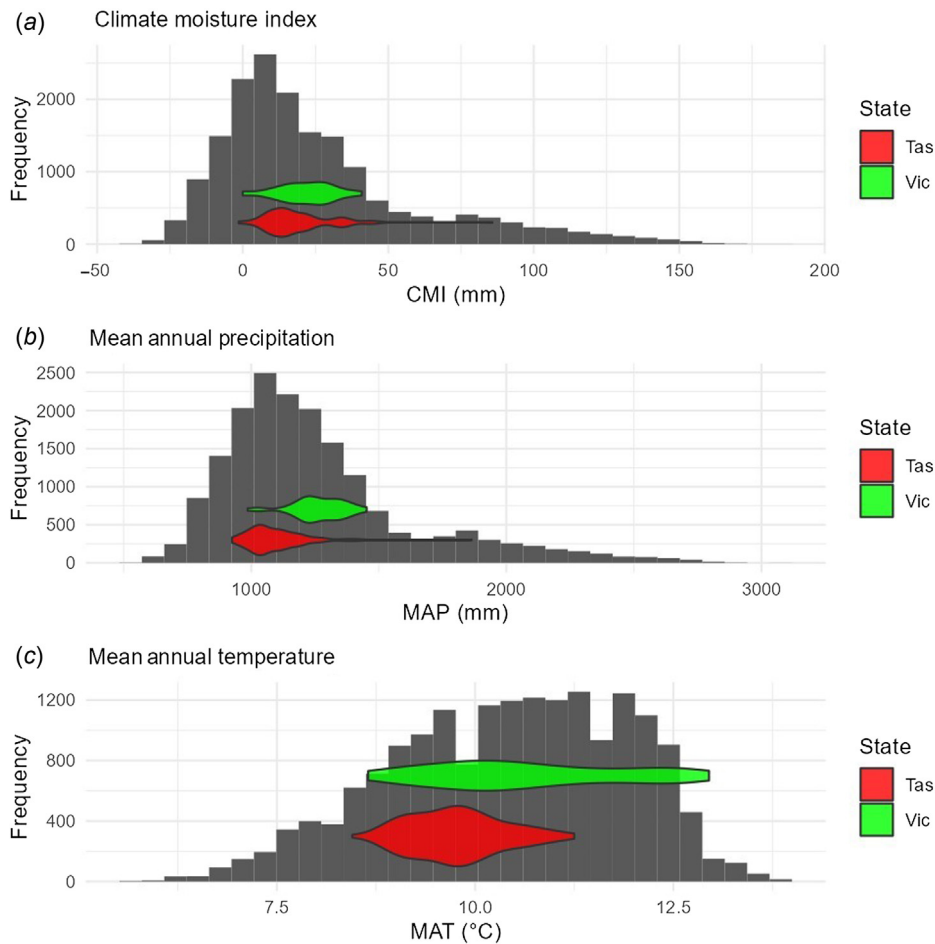 (a) Climate moisture index
2000
1000
0
Frequency
−50 0 50 100 150 200
CMI (mm)
State
Tas
Vic
(b) Mean annual precipitation
2500
2000
1500
1000
500
0
Frequency
1000 2000 3000
MAP (mm)
State
Tas
Vic
(c) Mean annual temperature
1200
800
400
0
Frequency
7.5 10.0 12.5
MAT (°C)
State
Tas
Vic